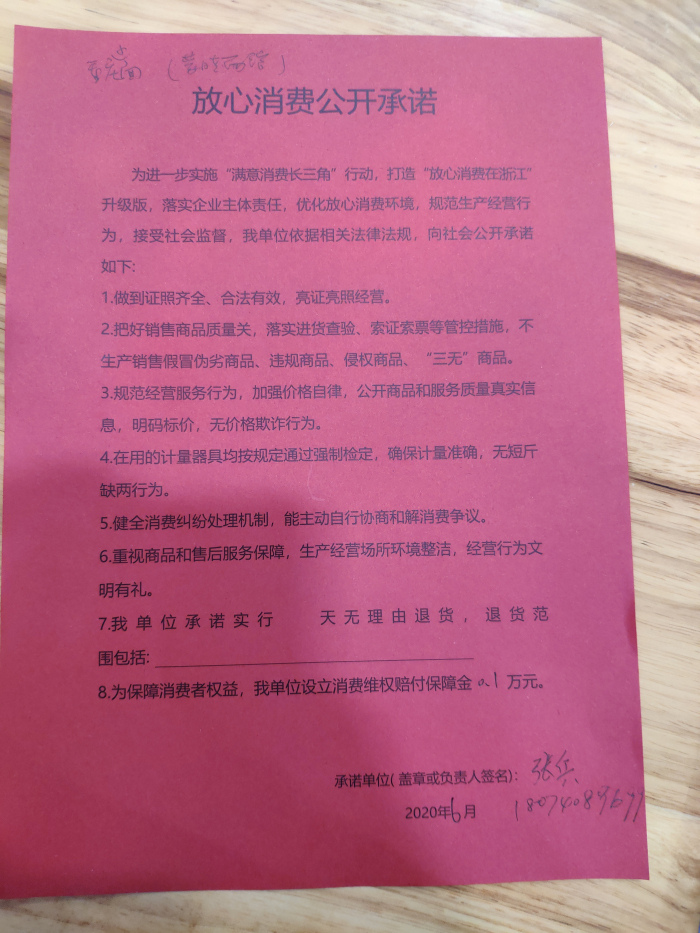 放心消费公开承诺
为进一步实施“满意消费长三角”行动，打造“放心消费在浙江”
升级版，落实企业主体责任，优化放心消费环境，规范生产经营行
为，接受社会监督，我单位依据相关法律法规，向社会公开承诺
如下:
1.做到证照齐全、合法有效，亮证亮照经营。
2.把好销售商品质量关，落实进货查验、索证索票等管控措施，不
生产销售假冒伪劣商品、违规商品、侵权商品、“三无”商品。
3.规范经营服务行为，加强价格自律，公开商品和服务质量真实信
息，明码标价，无价格欺诈行为。
4.在用的计量器具均按规定通过强制检定，确保计量准确，无短斤
缺两行为。
5.健全消费纠纷处理机制，能主动自行协商和解消费争议。
6.重视商品和售后服务保障，生产经营场所环境整洁，经营行为文
明有礼。
7.我单位承诺实行 天无理由退货，退货范
围包括:
8.为保障消费者权益，我单位设立消费维权赔付保障金 0.1 万元。
承诺单位(盖章或负责人签名): 张兵
2020年6月